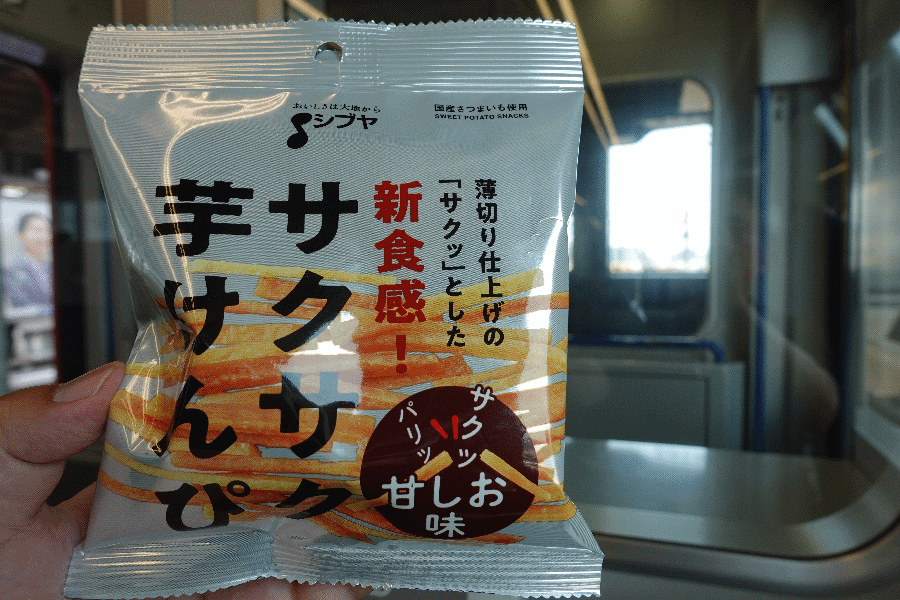 おいしさは大地から
シブヤ
国産さつまいも使用
SWEET POTATO SNACKS
薄切り仕上げの
「サクッ」とした
新食感!
サクサク
芋けんぴ
サクッ
パリッ
甘しお
味